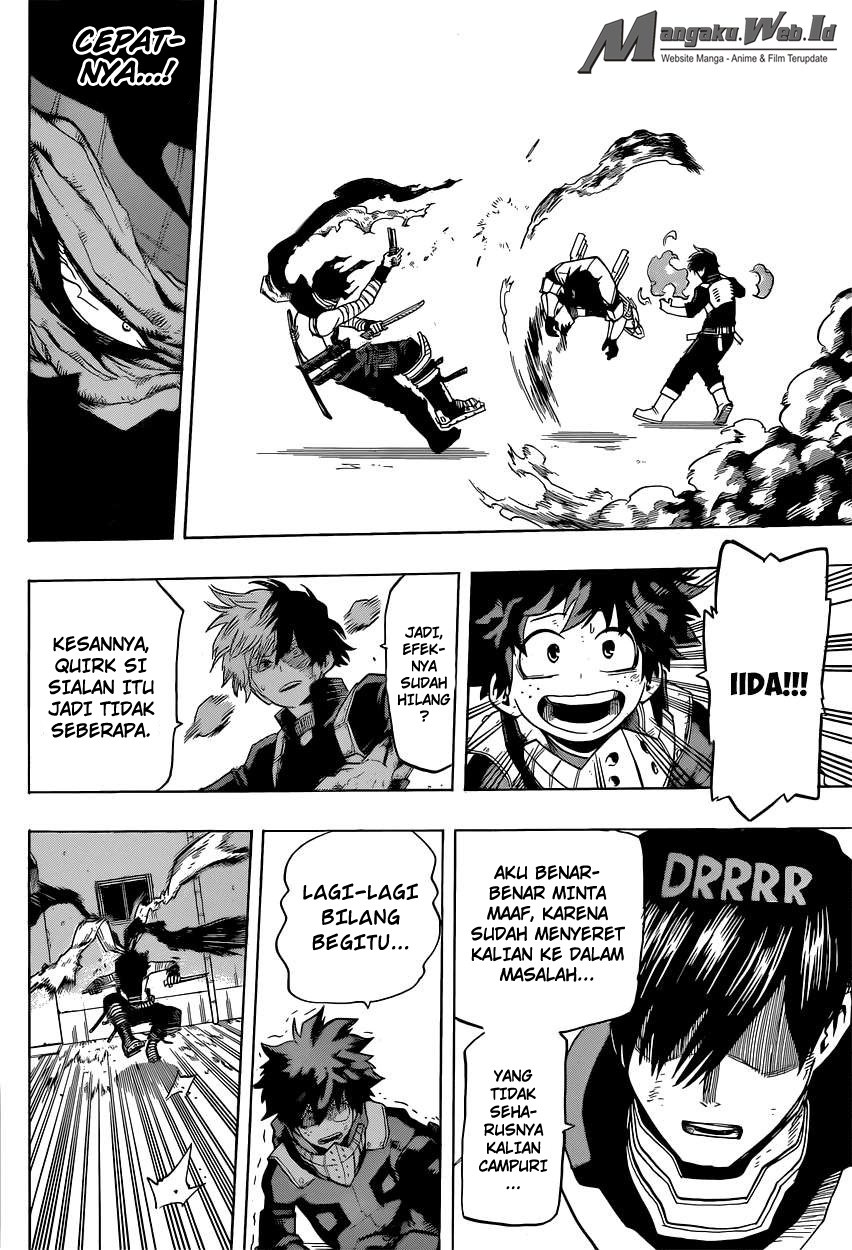 Mangaku.Web.Id
Website Manga - Anime & Film Terupdate
CEPAT-
NYA...!
IIDA!!!
JADI,
EFEK-
NYA
SUDAH
HILANG
?
KESANNYA,
QUIRK SI
SIALAN ITU
JADI TIDAK
SEBERAPA.
DRRRR
AKU BENAR-
BENAR MINTA
MAAF, KARENA
SUDAH MENYERET
KALIAN KE DALAM
MASALAH...
YANG
TIDAK
SEHA-
RUSNYA
KALIAN
CAMPURI
...
LAGI-LAGI
BILANG
BEGITU...